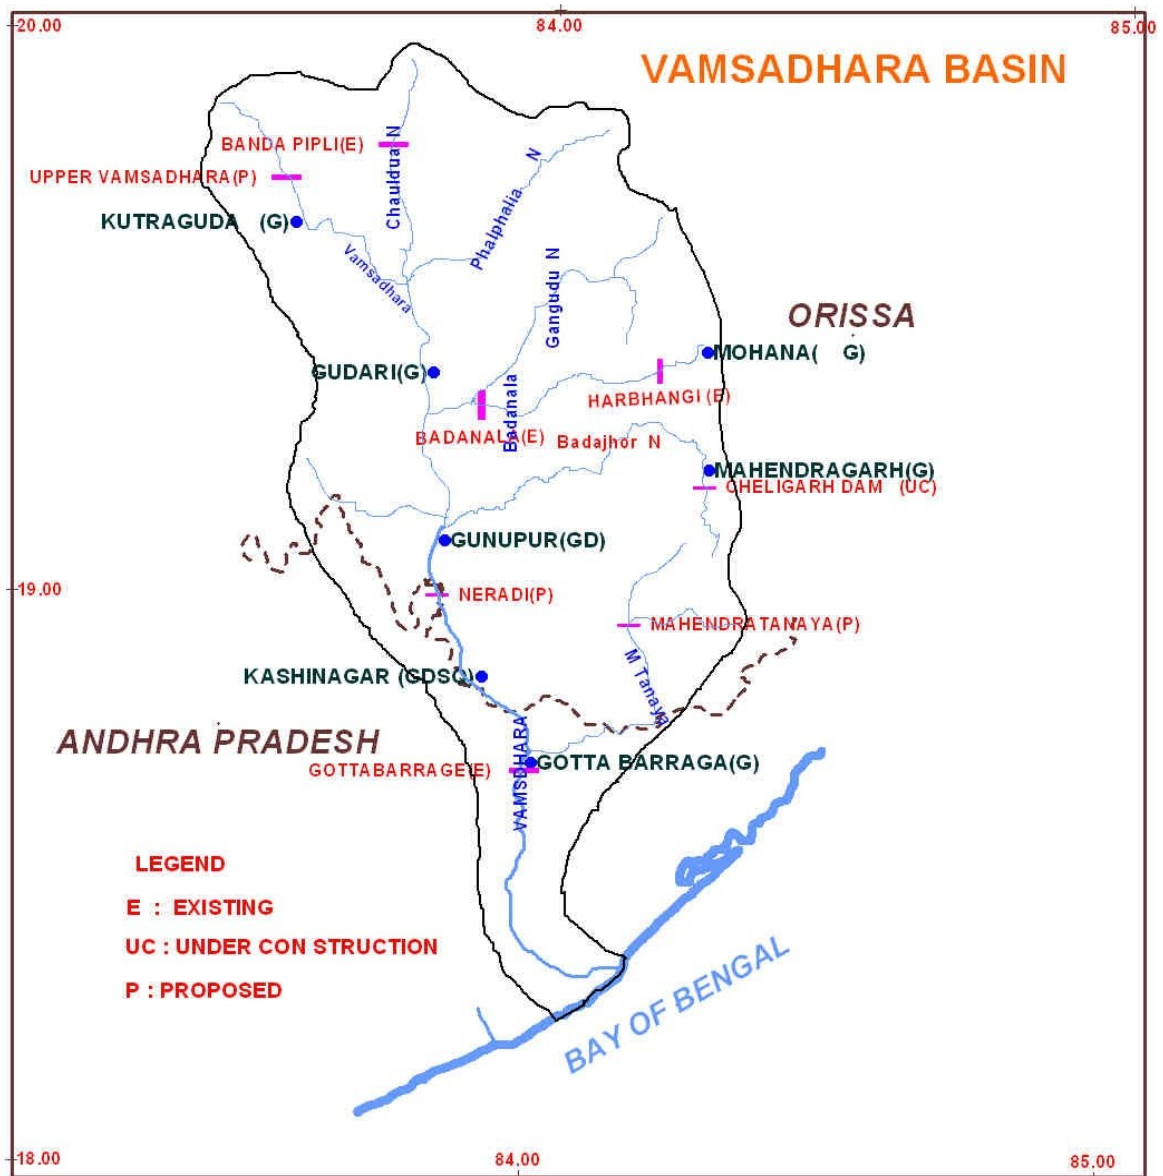 20.00
84.00
85.00
VAMSADHARA BASIN
BANDA PIPLI(E)
Chauldua N
UPPER VAMSADHARA(P)
Phalphalia N
KUTRAGUDA (G)
Vamsadhara
Gangudu N
ORISSA
MOHANA( G)
GUDARI(G)
HARBHANGI (E)
Badanala
BADANALA(E)
Badajhor N
MAHENDRAGARH(G)
CHELIGARH DAM (UC)
GUNUPUR(GD)
19.00
NERADI(P)
MAHENDRATANAYA(P)
M Tanaya
KASHINAGAR (GDSQ)
ANDHRA PRADESH
VAMSDHARA
GOTTA BARRAGA(G)
GOTTABARRAGE(E)
LEGEND
E : EXISTING
UC : UNDER CON STRUCTION
P : PROPOSED
BAY OF BENGAL
18.00
84.00
85.00